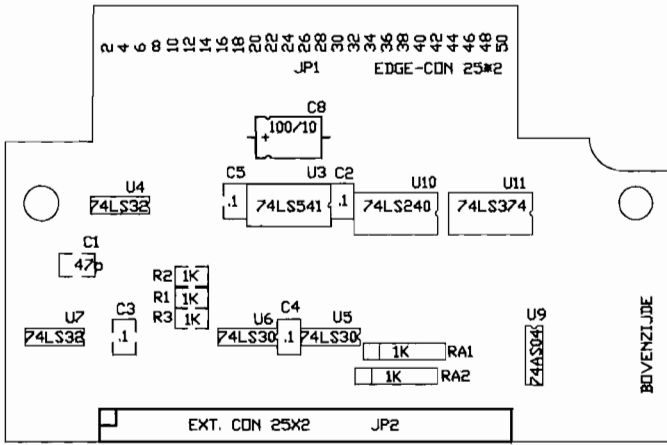 2 4 6 8 10 12 14 16 18 20 22 24 26 28 30 32 34 36 38 40 42 44 46 48 50
JP1 EDGE-CON 25*2
C8
100/10
+
C5 U3 C2
U4 U10 U11
.1 74LS541 .1 74LS240 74LS374
74LS32
C1
47p
R2 1K
R1 1K
R3 1K
U7 C3 U6 C4 U5 U9
74LS32 .1 74LS30 .1 74LS30 74AS04
1K RA1
1K RA2
BOVENZIJDE
EXT. CON 25X2 JP2